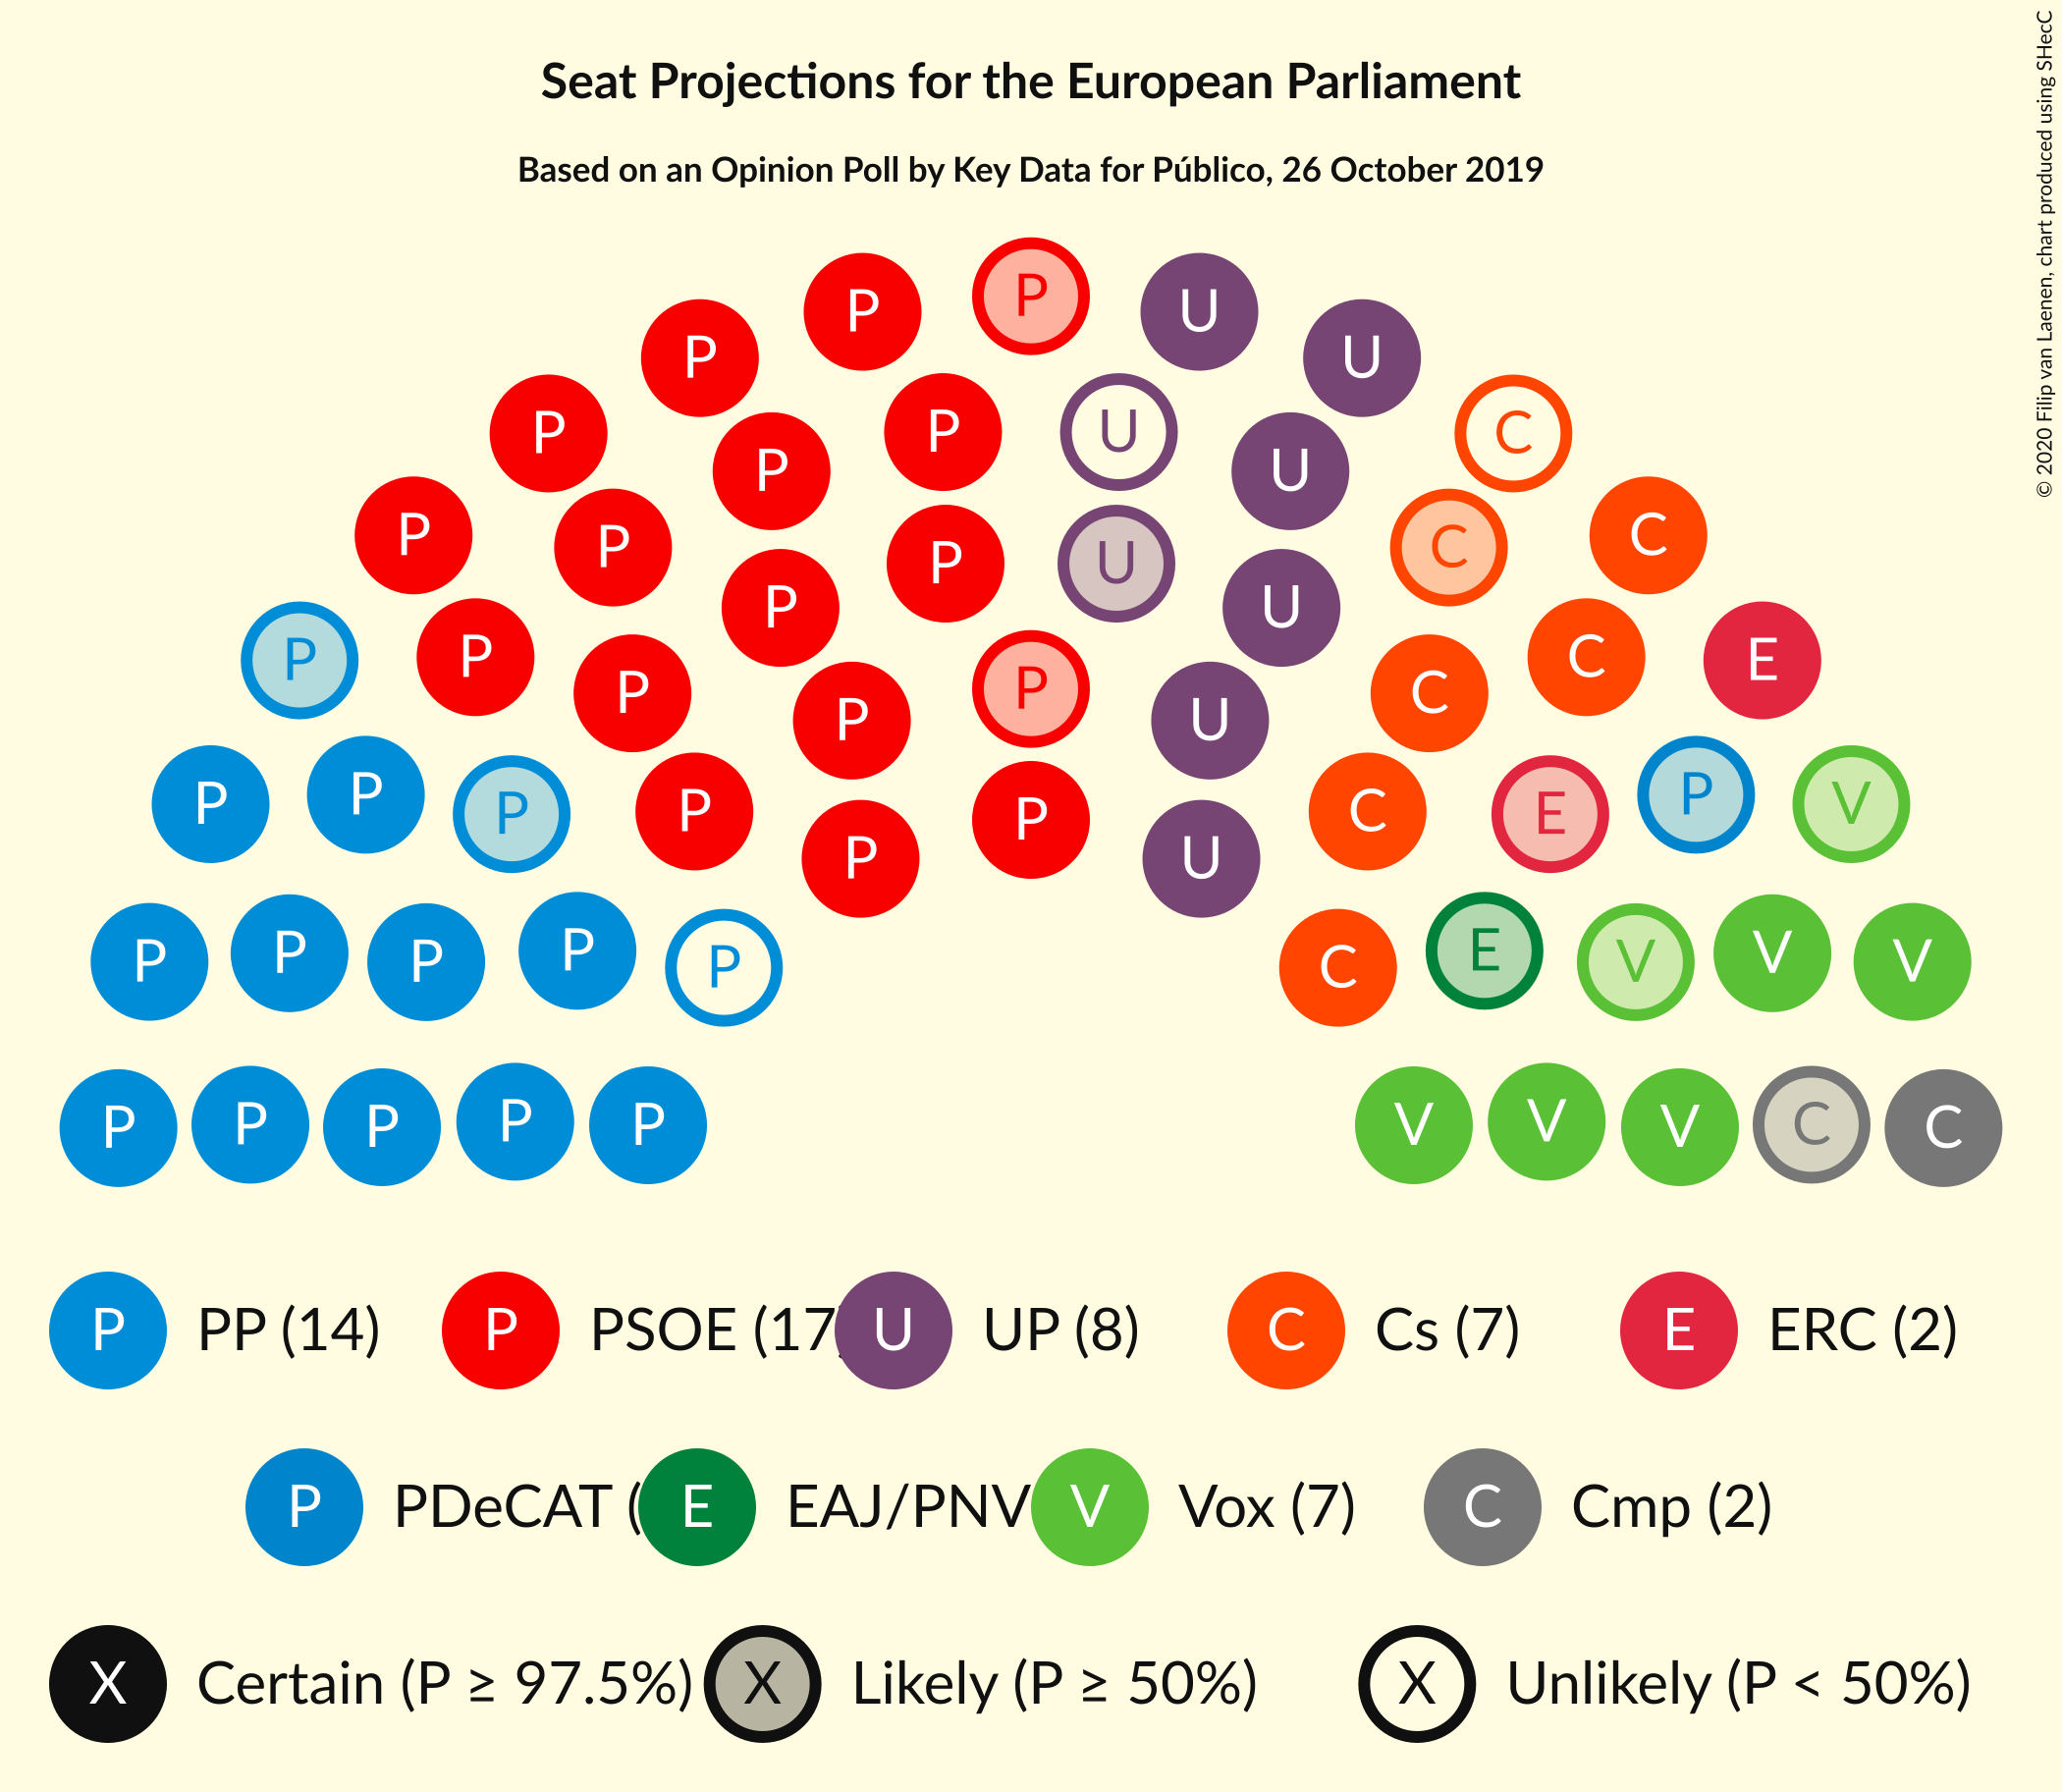 Seat Projections for the European Parliament
Based on an Opinion Poll by Key Data for Público, 26 October 2019
© 2020 Filip van Laenen, chart produced using SHecC
P P P U U
P P P U U C
P P P P U U C C C
P P P P P U C C E
P P P P P P U C E P V
P P P P P P U C E V V V
P P P P P V V V C C
P PP (14) P PSOE (17 U UP (8) C Cs (7) E ERC (2)
P PDeCAT ( E EAJ/PNV V Vox (7) C Cmp (2)
X Certain (P ≥ 97.5%) X Likely (P ≥ 50%) X Unlikely (P < 50%)